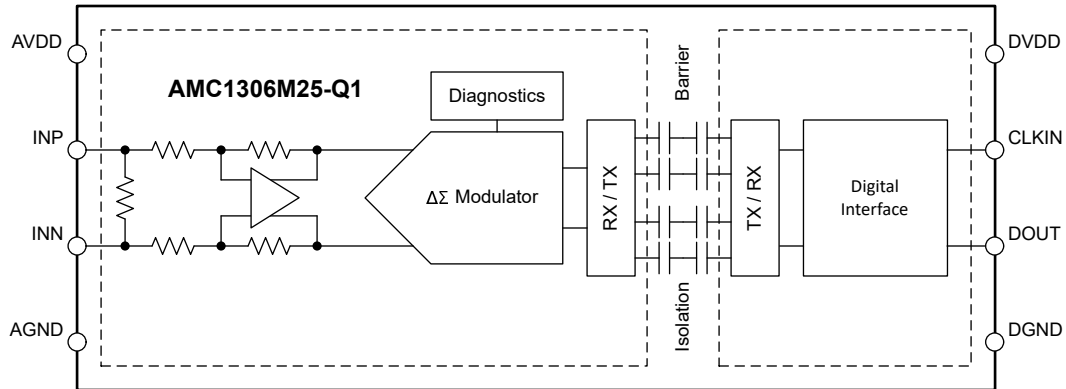 AVDD
DVDD
AMC1306M25-Q1
Diagnostics
Barrier
INP
CLKIN
ΔΣ Modulator
RX / TX
TX / RX
Digital
Interface
INN
DOUT
Isolation
AGND
DGND